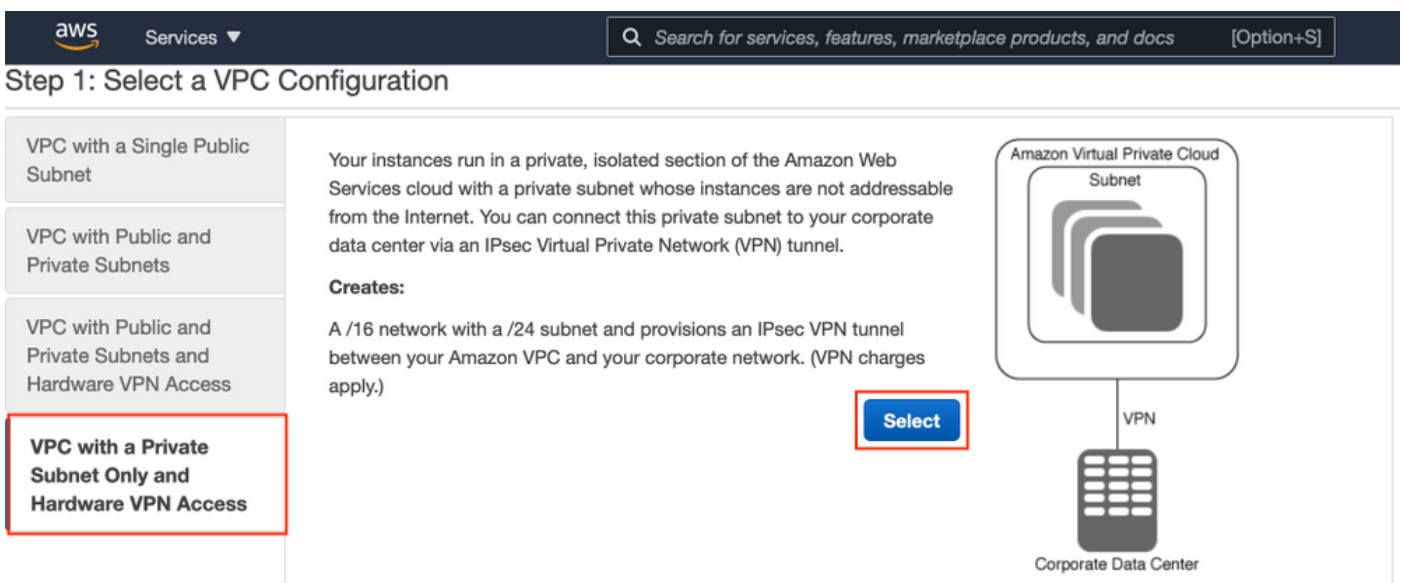 aws
Services ▼
Search for services, features, marketplace products, and docs
[Option+S]
Step 1: Select a VPC Configuration
VPC with a Single Public
Subnet
VPC with Public and
Private Subnets
VPC with Public and
Private Subnets and
Hardware VPN Access
VPC with a Private
Subnet Only and
Hardware VPN Access
Your instances run in a private, isolated section of the Amazon Web
Services cloud with a private subnet whose instances are not addressable
from the Internet. You can connect this private subnet to your corporate
data center via an IPsec Virtual Private Network (VPN) tunnel.
Creates:
A /16 network with a /24 subnet and provisions an IPsec VPN tunnel
between your Amazon VPC and your corporate network. (VPN charges
apply.)
Select
Amazon Virtual Private Cloud
Subnet
VPN
Corporate Data Center